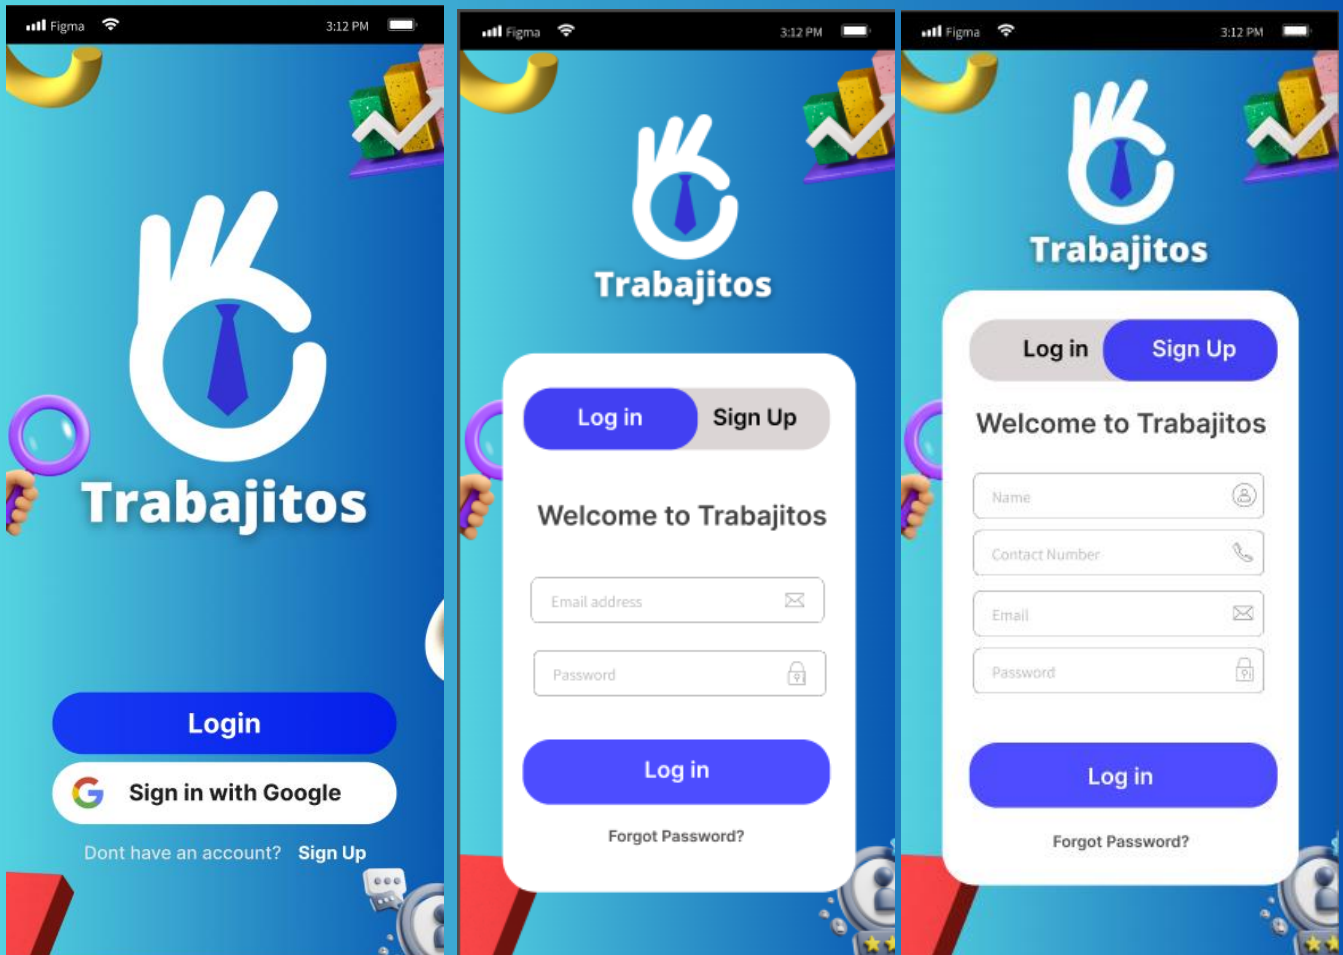 Figma 3:12 PM
Trabajitos
Login
G Sign in with Google
Dont have an account? Sign Up
Figma 3:12 PM
Trabajitos
Log in Sign Up
Welcome to Trabajitos
Email address
Password
Log in
Forgot Password?
Figma 3:12 PM
Trabajitos
Log in Sign Up
Welcome to Trabajitos
Name
Contact Number
Email
Password
Log in
Forgot Password?